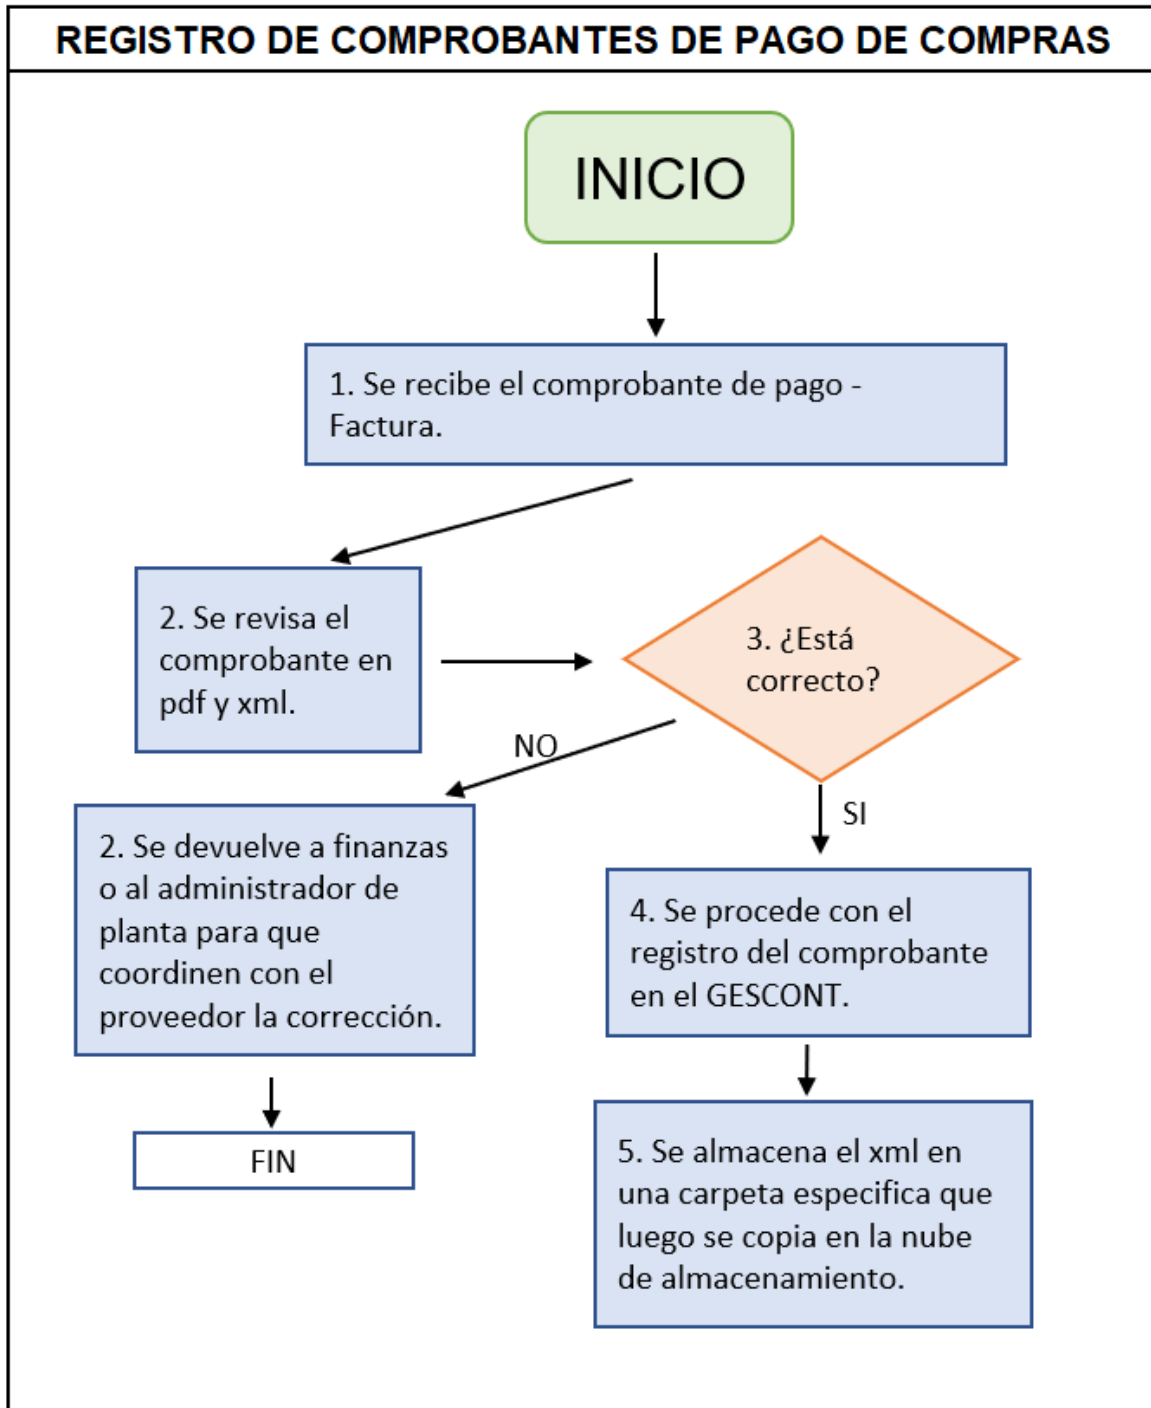 REGISTRO DE COMPROBANTES DE PAGO DE COMPRAS
INICIO
1. Se recibe el comprobante de pago -
Factura.
2. Se revisa el
comprobante en
pdf y xml.
3. ¿Está
correcto?
NO
SI
2. Se devuelve a finanzas
o al administrador de
planta para que
coordinen con el
proveedor la corrección.
4. Se procede con el
registro del comprobante
en el GESCONT.
FIN
5. Se almacena el xml en
una carpeta especifica que
luego se copia en la nube
de almacenamiento.